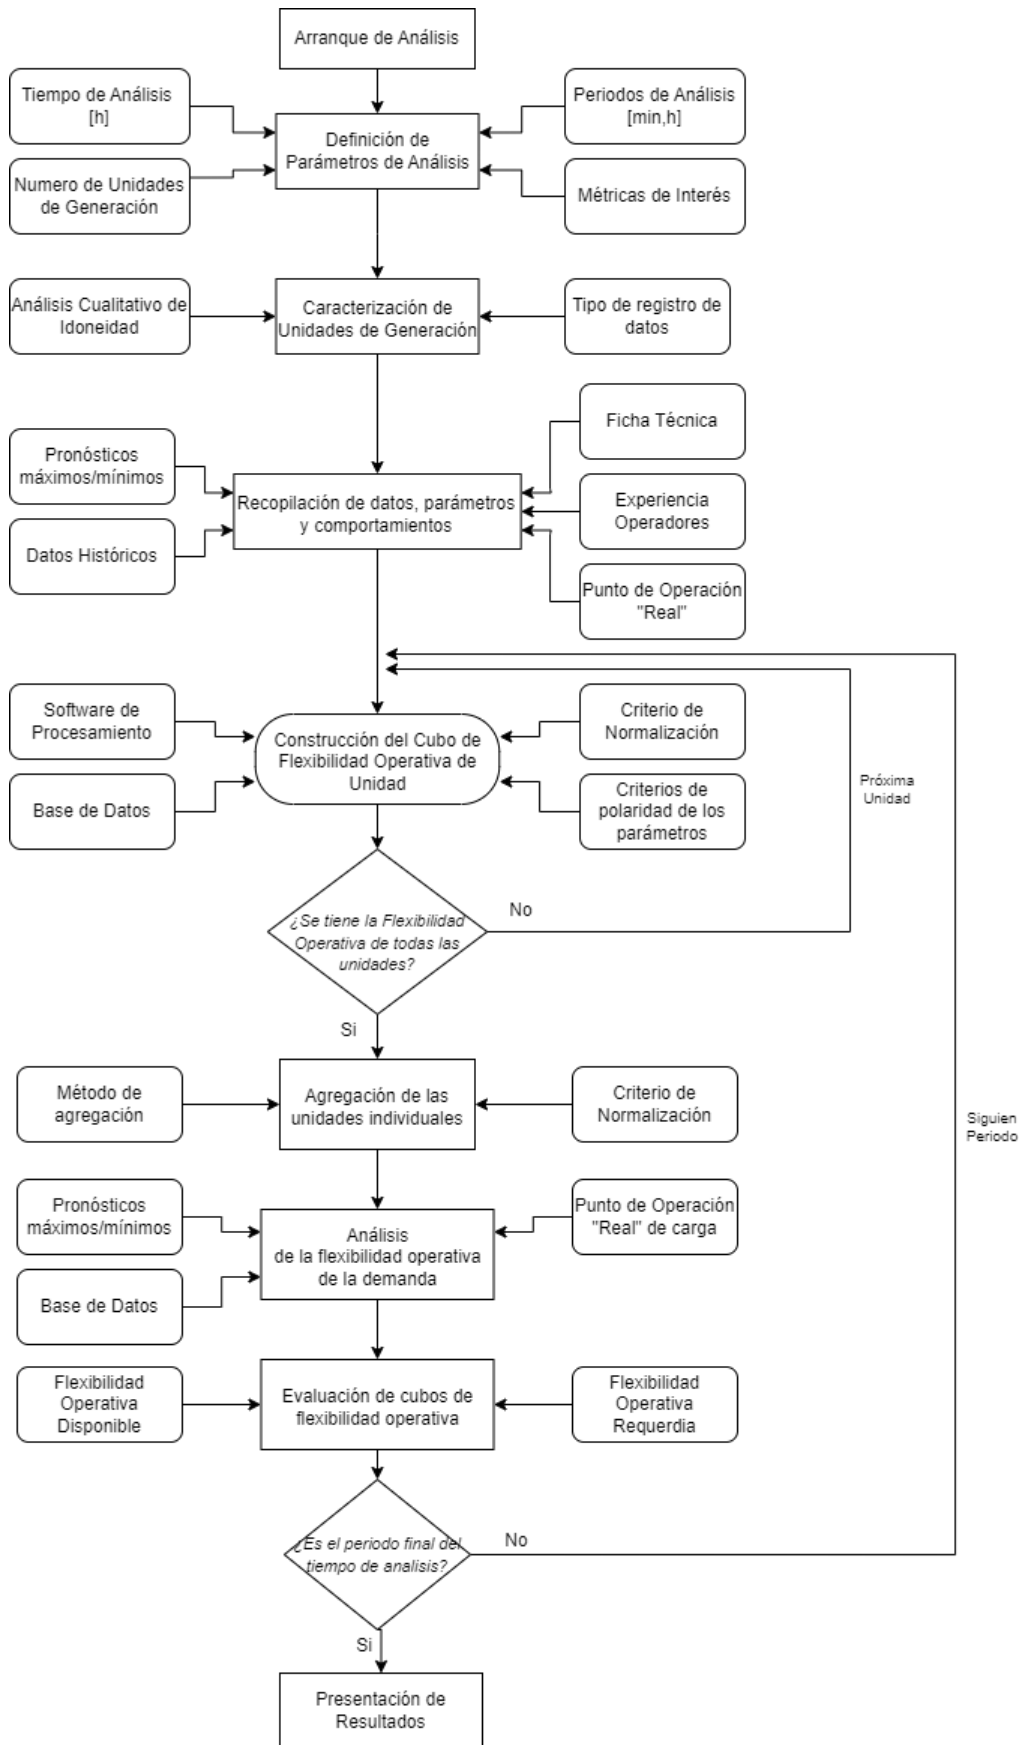 Arranque de Análisis
Tiempo de Análisis
[h]
Periodos de Análisis
[min,h]
Definición de
Parámetros de Análisis
Numero de Unidades
de Generación
Métricas de Interés
Análisis Cualitativo de
Idoneidad
Caracterización de
Unidades de Generación
Tipo de registro de
datos
Ficha Técnica
Pronósticos
máximos/mínimos
Recopilación de datos, parámetros
y comportamientos
Experiencia
Operadores
Datos Históricos
Punto de Operación
"Real"
Software de
Procesamiento
Construcción del Cubo de
Flexibilidad Operativa de
Unidad
Criterio de
Normalización
Base de Datos
Criterios de
polaridad de los
parámetros
Próxima
Unidad
¿Se tiene la Flexibilidad
Operativa de todas las
unidades?
No
Si
Método de
agregación
Agregación de las
unidades individuales
Criterio de
Normalización
Siguien
Periodo
Pronósticos
máximos/mínimos
Análisis
de la flexibilidad operativa
de la demanda
Punto de Operación
"Real" de carga
Base de Datos
Flexibilidad
Operativa
Disponible
Evaluación de cubos de
flexibilidad operativa
Flexibilidad
Operativa
Requerdia
¿Es el periodo final del
tiempo de analisis?
No
Si
Presentación de
Resultados